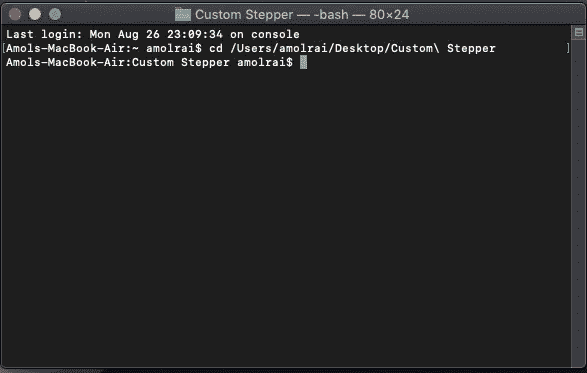 Custom Stepper — -bash — 80×24
Last login: Mon Aug 26 23:09:34 on console
[Amols-MacBook-Air:~ amolrai$ cd /Users/amolrai/Desktop/Custom\ Stepper ]
Amols-MacBook-Air:Custom Stepper amolrai$